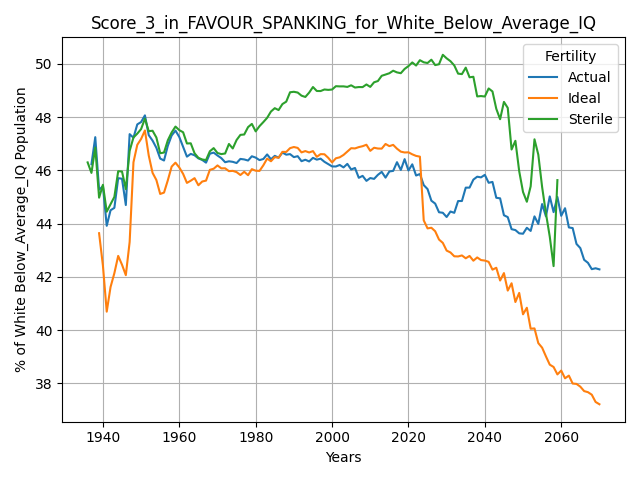 Score_3_in_FAVOUR_SPANKING_for_White_Below_Average_IQ
% of White Below_Average_IQ Population
50
48
46
44
42
40
38
Fertility
Actual
Ideal
Sterile
1940
1960
1980
2000
2020
2040
2060
Years